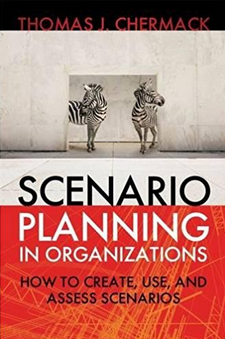 THOMAS J. CHERMACK
SCENARIO
PLANNING
IN ORGANIZATIONS
HOW TO CREATE, USE, AND
ASSESS SCENARIOS